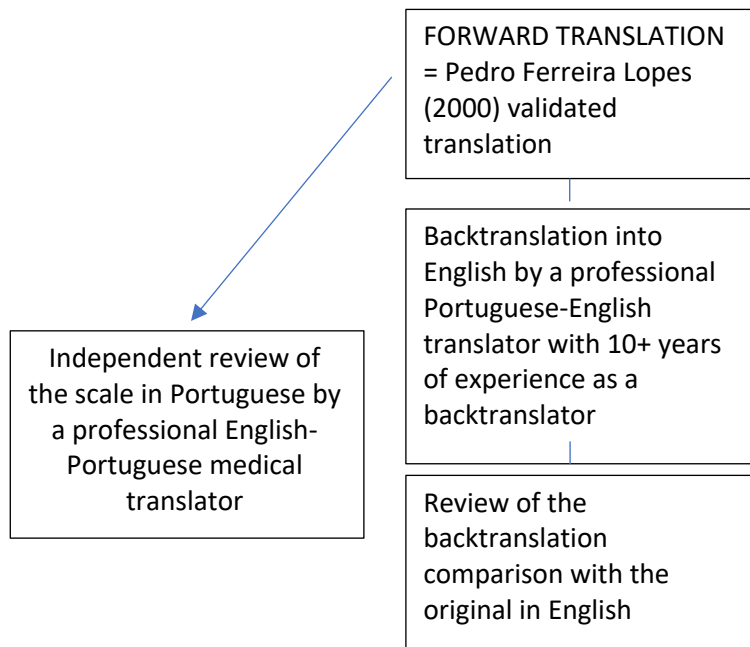 FORWARD TRANSLATION
= Pedro Ferreira Lopes
(2000) validated
translation
Backtranslation into
English by a professional
Portuguese-English
translator with 10+ years
of experience as a
backtranslator
Independent review of
the scale in Portuguese by
a professional English-
Portuguese medical
translator
Review of the
backtranslation
comparison with the
original in English